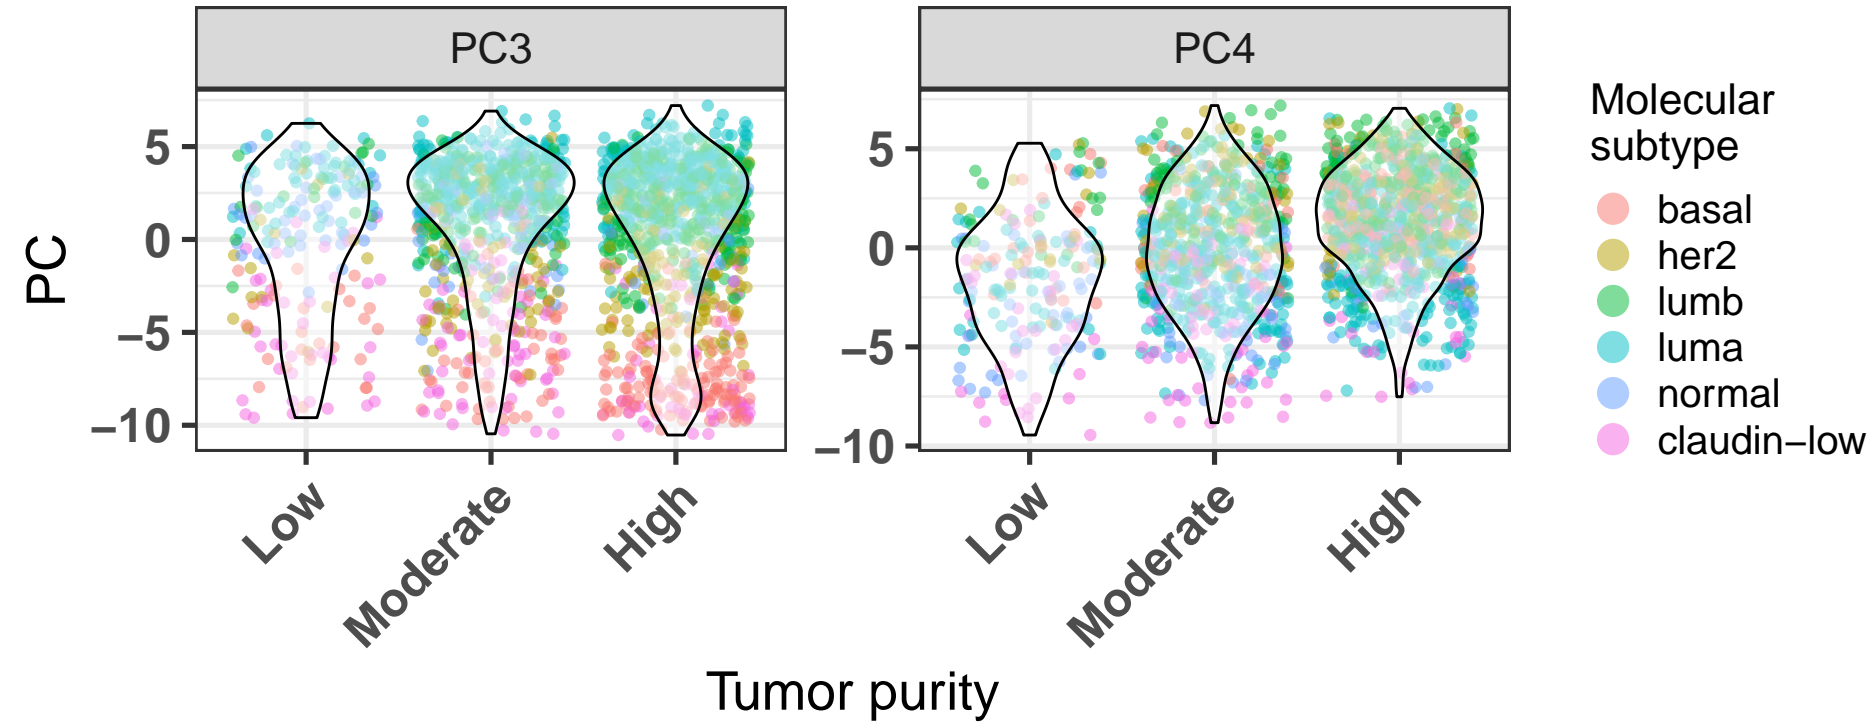 PC3
PC4
PC
5
0
−5
−10
5
0
−5
−10
Low
Moderate
High
Low
Moderate
High
Tumor purity
Molecular
subtype
basal
her2
lumb
luma
normal
claudin−low